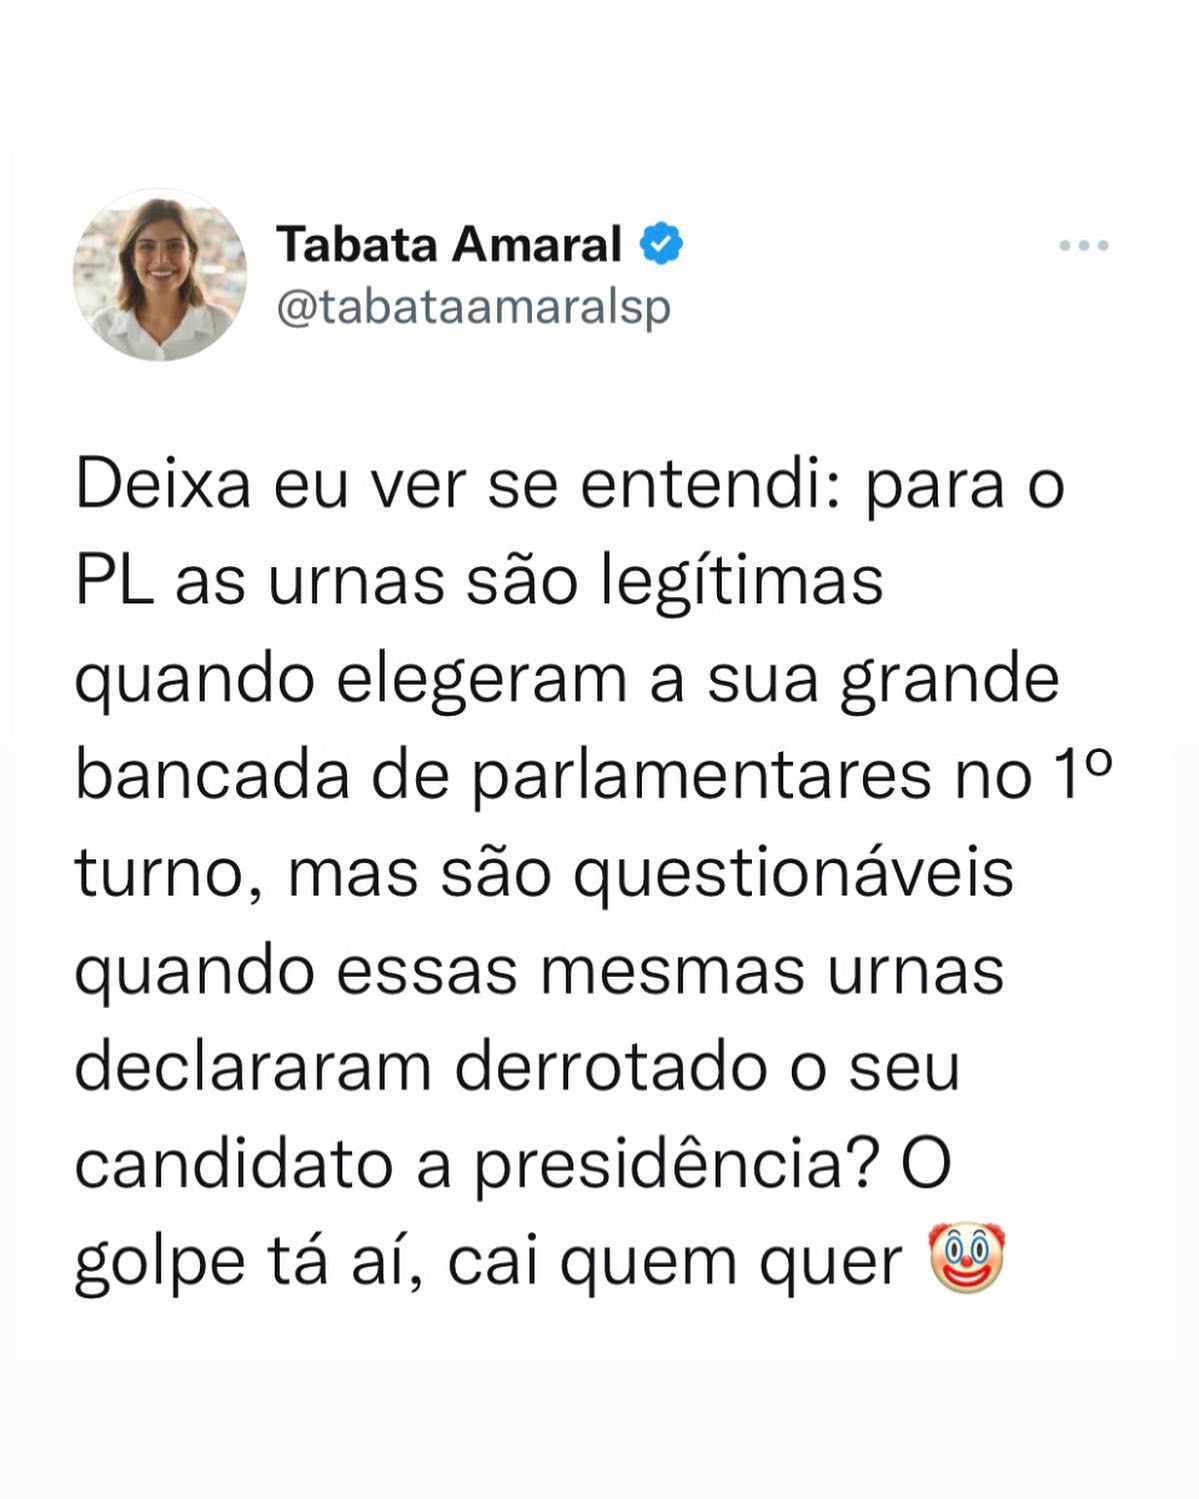 Tabata Amaral
@tabataamaralsp
Deixa eu ver se entendi: para o
PL as urnas são legítimas
quando elegeram a sua grande
bancada de parlamentares no 1º
turno, mas são questionáveis
quando essas mesmas urnas
declararam derrotado o seu
candidato a presidência? O
golpe tá aí, cai quem quer 🤡